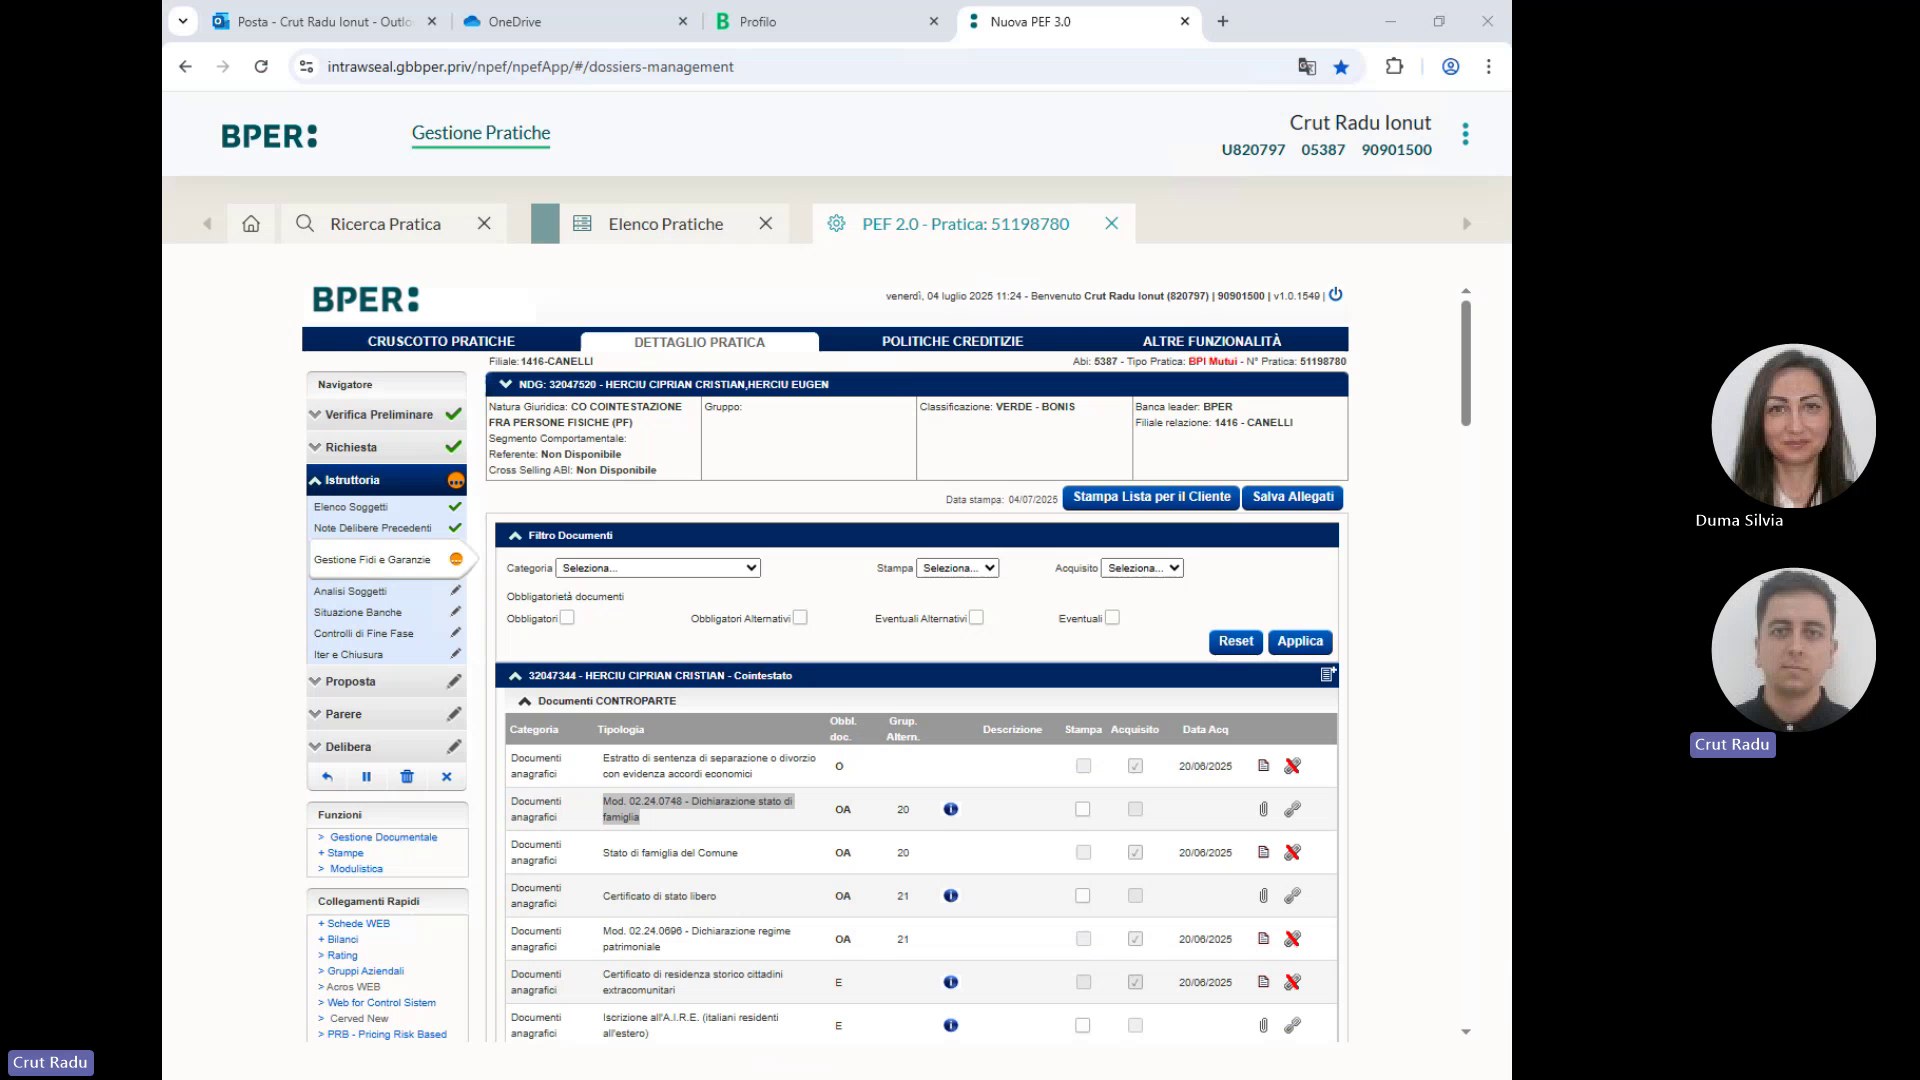 Posta - Crut Radu Ionut - Outlo
OneDrive
Profilo
Nuova PEF 3.0
intrawseal.gbbper.priv/npef/npefApp/#/dossiers-management
BPER:
Gestione Pratiche
Crut Radu Ionut
U820797 05387 90901500
Ricerca Pratica
Elenco Pratiche
PEF 2.0 - Pratica: 51198780
BPER:
venerdì, 04 luglio 2025 11:24 - Benvenuto Crut Radu Ionut (820797) | 90901500 | v1.0.1549 |
CRUSCOTTO PRATICHE
DETTAGLIO PRATICA
POLITICHE CREDITIZIE
ALTRE FUNZIONALITÀ
Filiale: 1416-CANELLI
Abi: 5387 - Tipo Pratica: BPI Mutui - N° Pratica: 51198780
Navigatore
Verifica Preliminare
Richiesta
Istruttoria
Elenco Soggetti
Note Delibere Precedenti
Gestione Fidi e Garanzie
Analisi Soggetti
Situazione Banche
Controlli di Fine Fase
Iter e Chiusura
Proposta
Parere
Delibera
Funzioni
> Gestione Documentale
+ Stampe
> Modulistica
Collegamenti Rapidi
+ Schede WEB
+ Bilanci
> Rating
> Gruppi Aziendali
> Acros WEB
> Web for Control Sistem
> Cerved New
> PRB - Pricing Risk Based
NDG: 32047520 - HERCIU CIPRIAN CRISTIAN,HERCIU EUGEN
Natura Giuridica: CO COINTESTAZIONE
FRA PERSONE FISICHE (PF)
Segmento Comportamentale:
Referente: Non Disponibile
Cross Selling ABI: Non Disponibile
Gruppo:
Classificazione: VERDE - BONIS
Banca leader: BPER
Filiale relazione: 1416 - CANELLI
Data stampa: 04/07/2025
Stampa Lista per il Cliente
Salva Allegati
Filtro Documenti
Categoria Seleziona...
Stampa Seleziona...
Acquisito Seleziona...
Obbligatorietà documenti
Obbligatori
Obbligatori Alternativi
Eventuali Alternativi
Eventuali
Reset
Applica
32047344 - HERCIU CIPRIAN CRISTIAN - Cointestato
Documenti CONTROPARTE
Categoria
Tipologia
Obbl. doc.
Grup. Altern.
Descrizione
Stampa
Acquisito
Data Acq
Documenti anagrafici
Estratto di sentenza di separazione o divorzio
con evidenza accordi economici
O
20/06/2025
Documenti anagrafici
Mod. 02.24.0748 - Dichiarazione stato di
famiglia
OA
20
Documenti anagrafici
Stato di famiglia del Comune
OA
20
20/06/2025
Documenti anagrafici
Certificato di stato libero
OA
21
Documenti anagrafici
Mod. 02.24.0696 - Dichiarazione regime
patrimoniale
OA
21
20/06/2025
Documenti anagrafici
Certificato di residenza storico cittadini
extracomunitari
E
20/06/2025
Documenti anagrafici
Iscrizione all'A.I.R.E. (italiani residenti
all'estero)
E
Duma Silvia
Crut Radu
Crut Radu